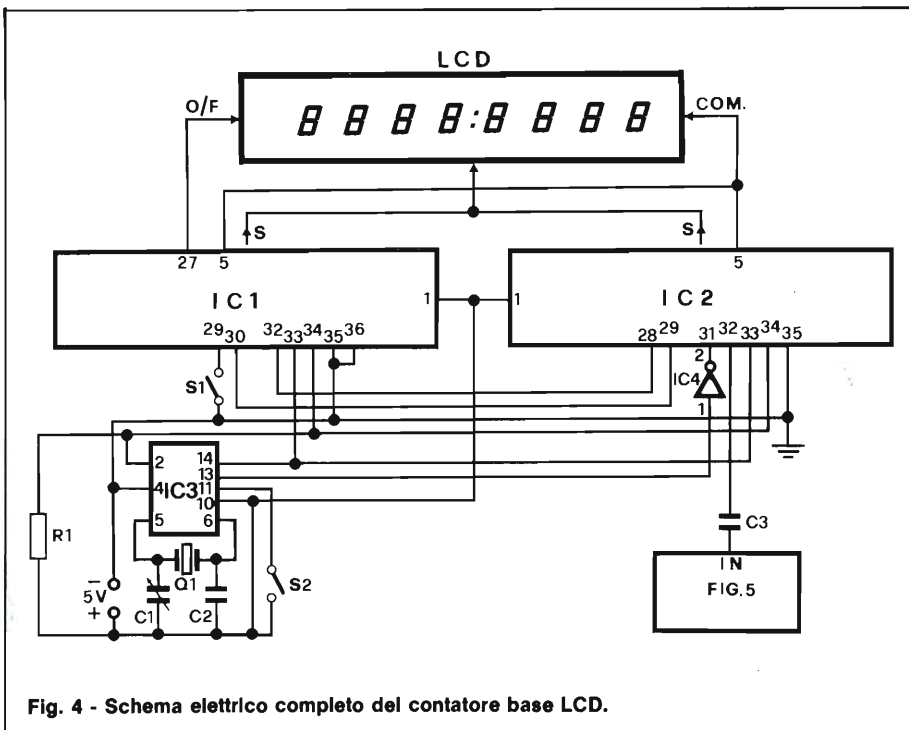 LCD
O/F
COM.
8 8 8 8 : 8 8 8 8
S
S
27 5
5
IC1
1
1
IC2
29 30 32 33 34 35 36
28 29 31 32 33 34 35
S1
2
IC4
1
2 14
13
4 IC3 11
10
5 6
R1
C3
Q1
S2
5V
−
+
C1
C2
IN
FIG. 5
Fig. 4 - Schema elettrico completo del contatore base LCD.